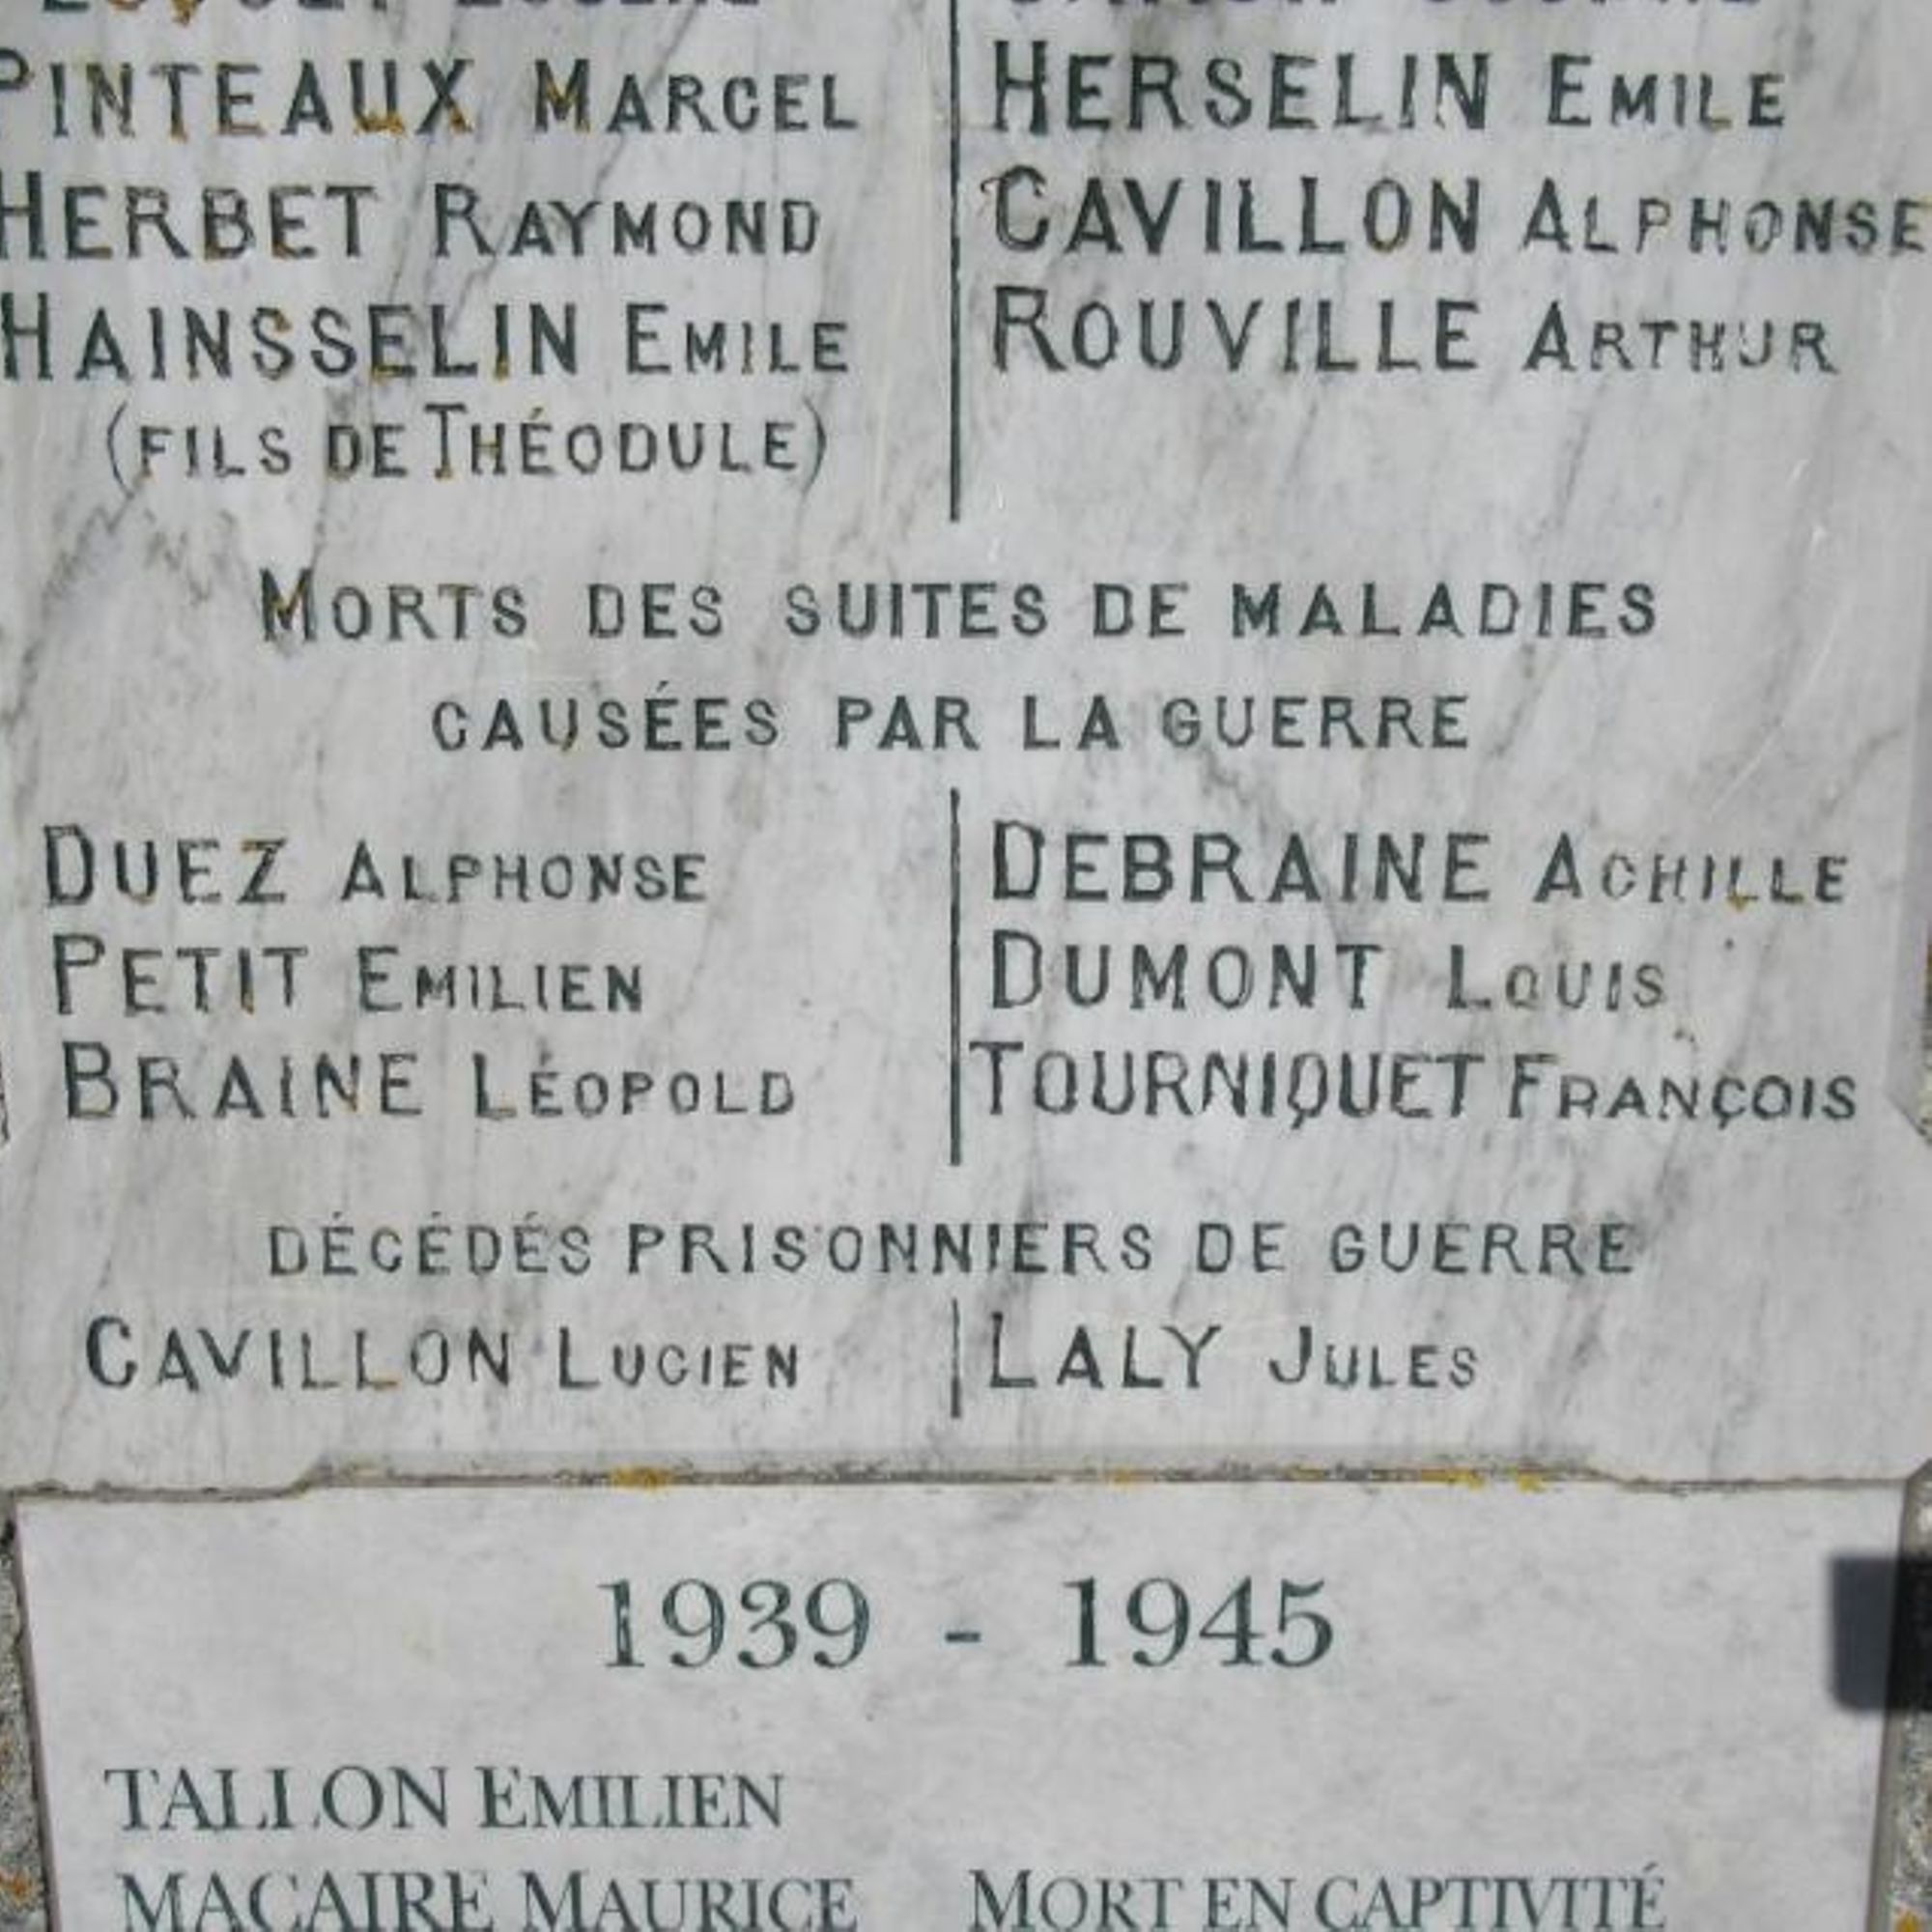 PINTEAUX MARCEL
HERSELIN EMILE
HERBET RAYMOND
CAVILLON ALPHONSE
HAINSSELIN EMILE
ROUVILLE ARTHUR
(FILS DE THÉODULE)
MORTS DES SUITES DE MALADIES
CAUSÉES PAR LA GUERRE
DUEZ ALPHONSE
DEBRAINE ACHILLE
PETIT EMILIEN
DUMONT LOUIS
BRAINE LÉOPOLD
TOURNIQUET FRANÇOIS
DÉCÉDÉS PRISONNIERS DE GUERRE
CAVILLON LUCIEN
LALY JULES
1939 - 1945
TALLON EMILIEN
MACAIRE MAURICE MORT EN CAPTIVITÉ